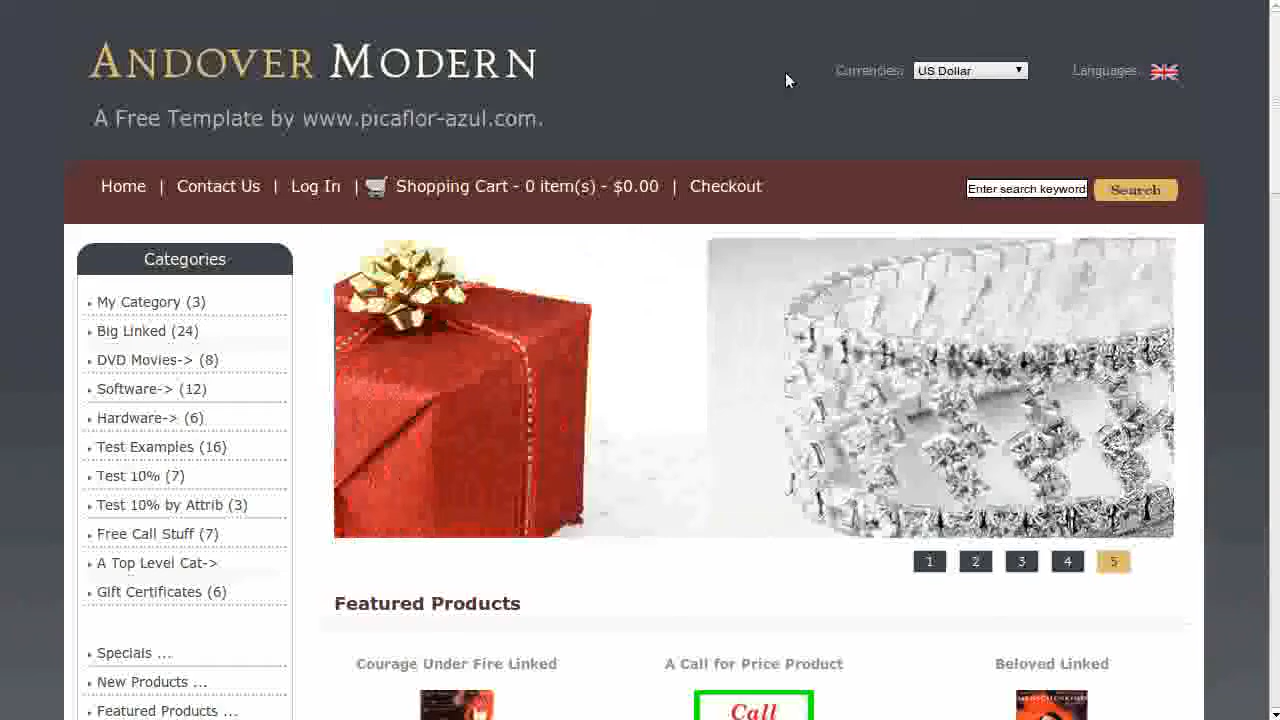 ANDOVER MODERN
A Free Template by www.picaflor-azul.com.
Currencies: US Dollar Languages:
Home | Contact Us | Log In | Shopping Cart - 0 item(s) - $0.00 | Checkout
Enter search keyword Search
Categories
My Category (3)
Big Linked (24)
DVD Movies-> (8)
Software-> (12)
Hardware-> (6)
Test Examples (16)
Test 10% (7)
Test 10% by Attrib (3)
Free Call Stuff (7)
A Top Level Cat->
Gift Certificates (6)
Specials ...
New Products ...
Featured Products ...
1 2 3 4 5
Featured Products
Courage Under Fire Linked
A Call for Price Product
Beloved Linked
Call